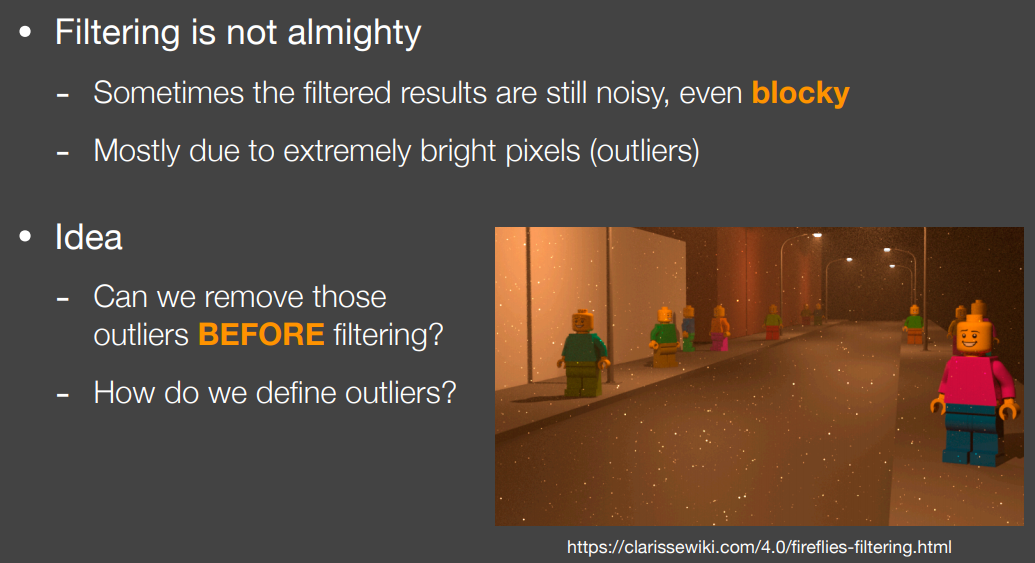 • Filtering is not almighty
- Sometimes the filtered results are still noisy, even blocky
- Mostly due to extremely bright pixels (outliers)
• Idea
- Can we remove those
outliers BEFORE filtering?
- How do we define outliers?
https://clarissewiki.com/4.0/fireflies-filtering.html